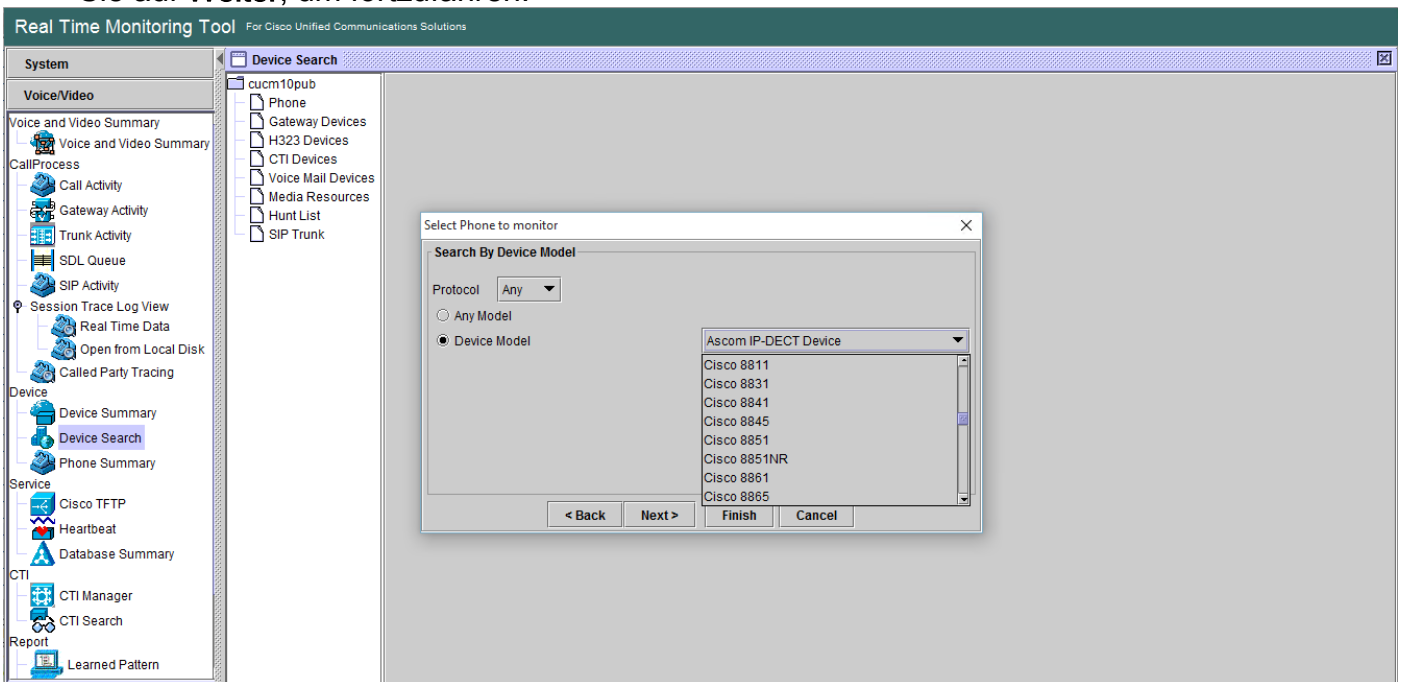 Sie auf Weiter, um fortzufahren.
Real Time Monitoring Tool For Cisco Unified Communications Solutions
System
Voice/Video
Voice and Video Summary
Voice and Video Summary
CallProcess
Call Activity
Gateway Activity
Trunk Activity
SDL Queue
SIP Activity
Session Trace Log View
Real Time Data
Open from Local Disk
Called Party Tracing
Device
Device Summary
Device Search
Phone Summary
Service
Cisco TFTP
Heartbeat
Database Summary
CTI
CTI Manager
CTI Search
Report
Learned Pattern
Device Search
cucm10pub
Phone
Gateway Devices
H323 Devices
CTI Devices
Voice Mail Devices
Media Resources
Hunt List
SIP Trunk
Select Phone to monitor
Search By Device Model
Protocol Any
Any Model
Device Model Ascom IP-DECT Device
Cisco 8811
Cisco 8831
Cisco 8841
Cisco 8845
Cisco 8851
Cisco 8851NR
Cisco 8861
Cisco 8865
< Back Next > Finish Cancel